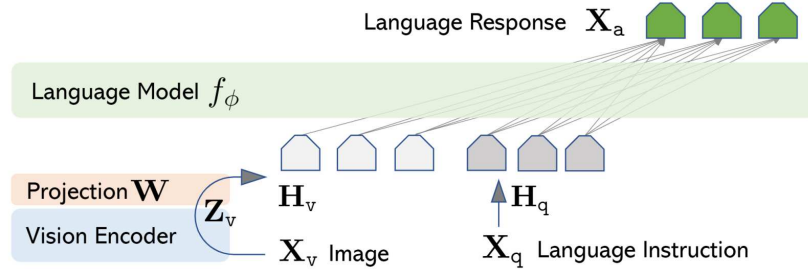 Language Response X_a
Language Model f_ϕ
Projection W
Z_v
H_v
H_q
Vision Encoder
X_v Image
X_q Language Instruction